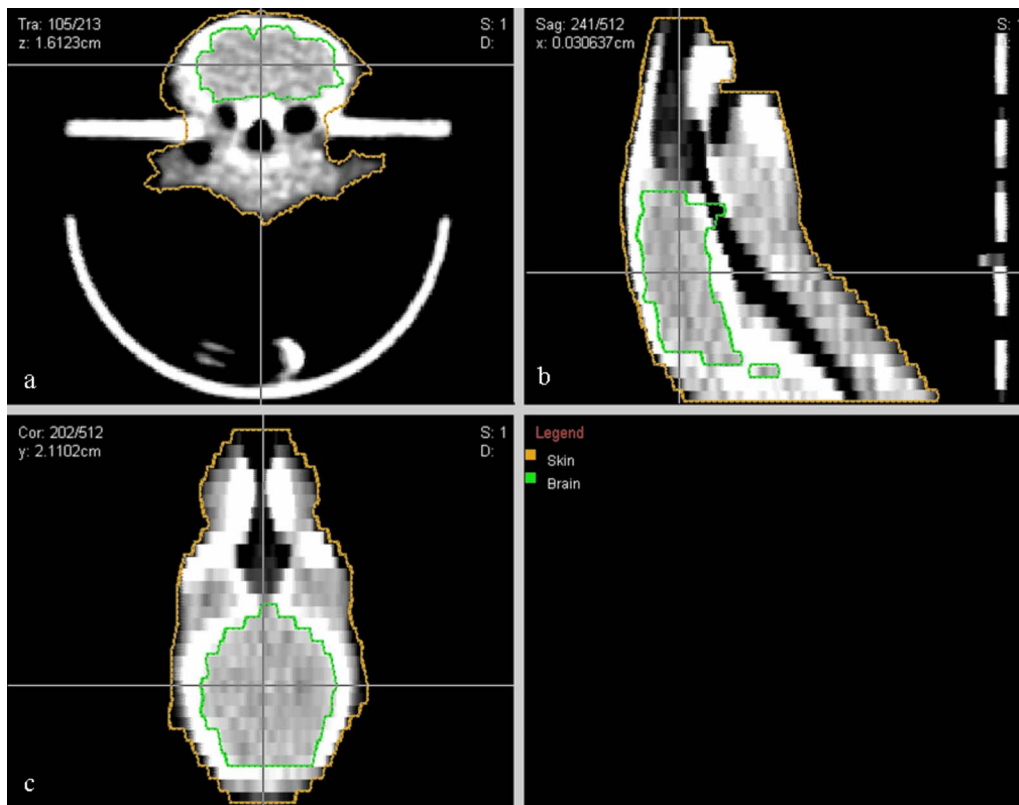 Tra: 105/213
z: 1.6123cm
S: 1
D:
a
Sag: 241/512
x: 0.030637cm
S: 1
D:
b
Cor: 202/512
y: 2.1102cm
S: 1
D:
c
Legend
Skin
Brain